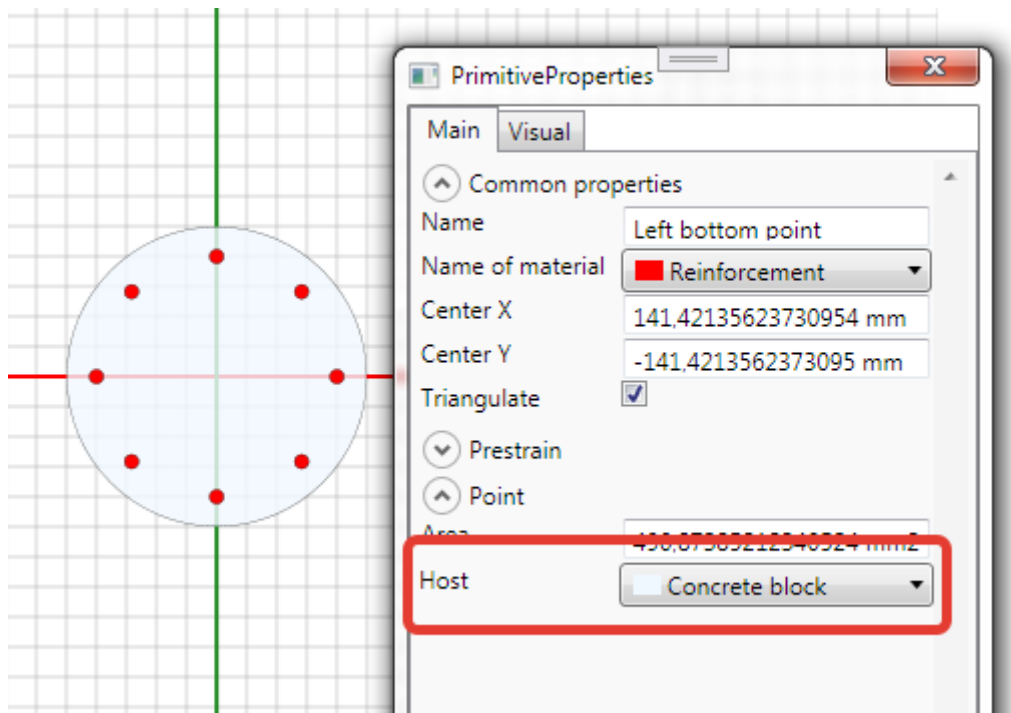 PrimitiveProperties
Main Visual
Common properties
Name Left bottom point
Name of material Reinforcement
Center X 141,42135623730954 mm
Center Y -141,4213562373095 mm
Triangulate
Prestrain
Point
Area
Host Concrete block